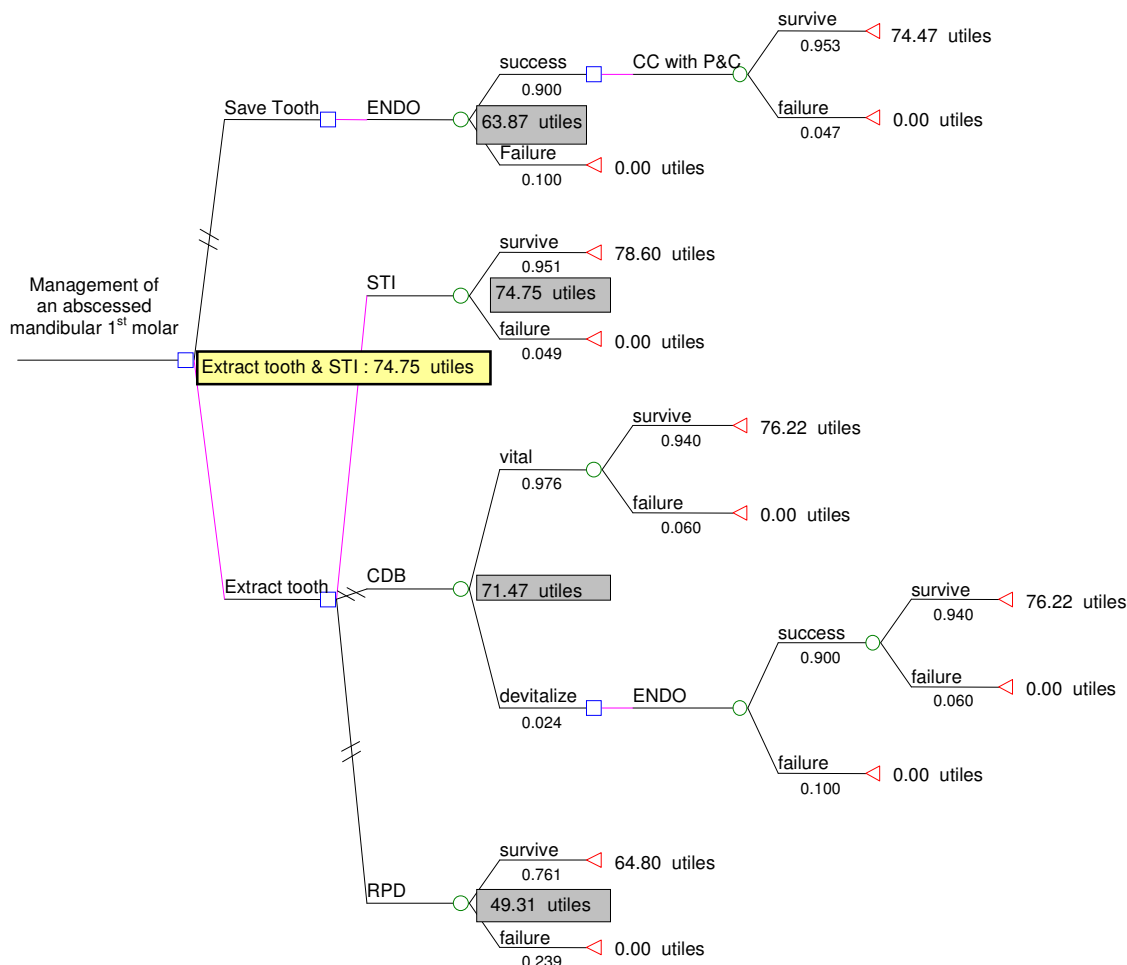 survive
0.953
74.47 utiles
success
0.900
CC with P&C
failure
0.047
0.00 utiles
Save Tooth
ENDO
63.87 utiles
Failure
0.100
0.00 utiles
survive
0.951
78.60 utiles
STI
74.75 utiles
failure
0.049
0.00 utiles
Management of
an abscessed
mandibular 1st molar
Extract tooth & STI : 74.75 utiles
survive
0.940
76.22 utiles
vital
0.976
failure
0.060
0.00 utiles
Extract tooth
CDB
71.47 utiles
survive
0.940
76.22 utiles
success
0.900
failure
0.060
0.00 utiles
devitalize
0.024
ENDO
failure
0.100
0.00 utiles
survive
0.761
64.80 utiles
RPD
49.31 utiles
failure
0.239
0.00 utiles